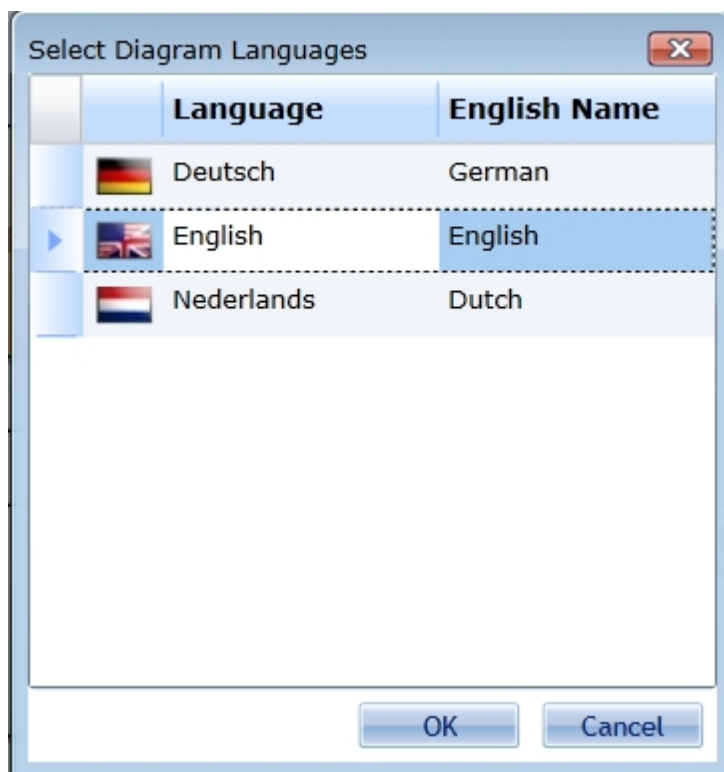 Select Diagram Languages
Language English Name
Deutsch German
English English
Nederlands Dutch
OK Cancel